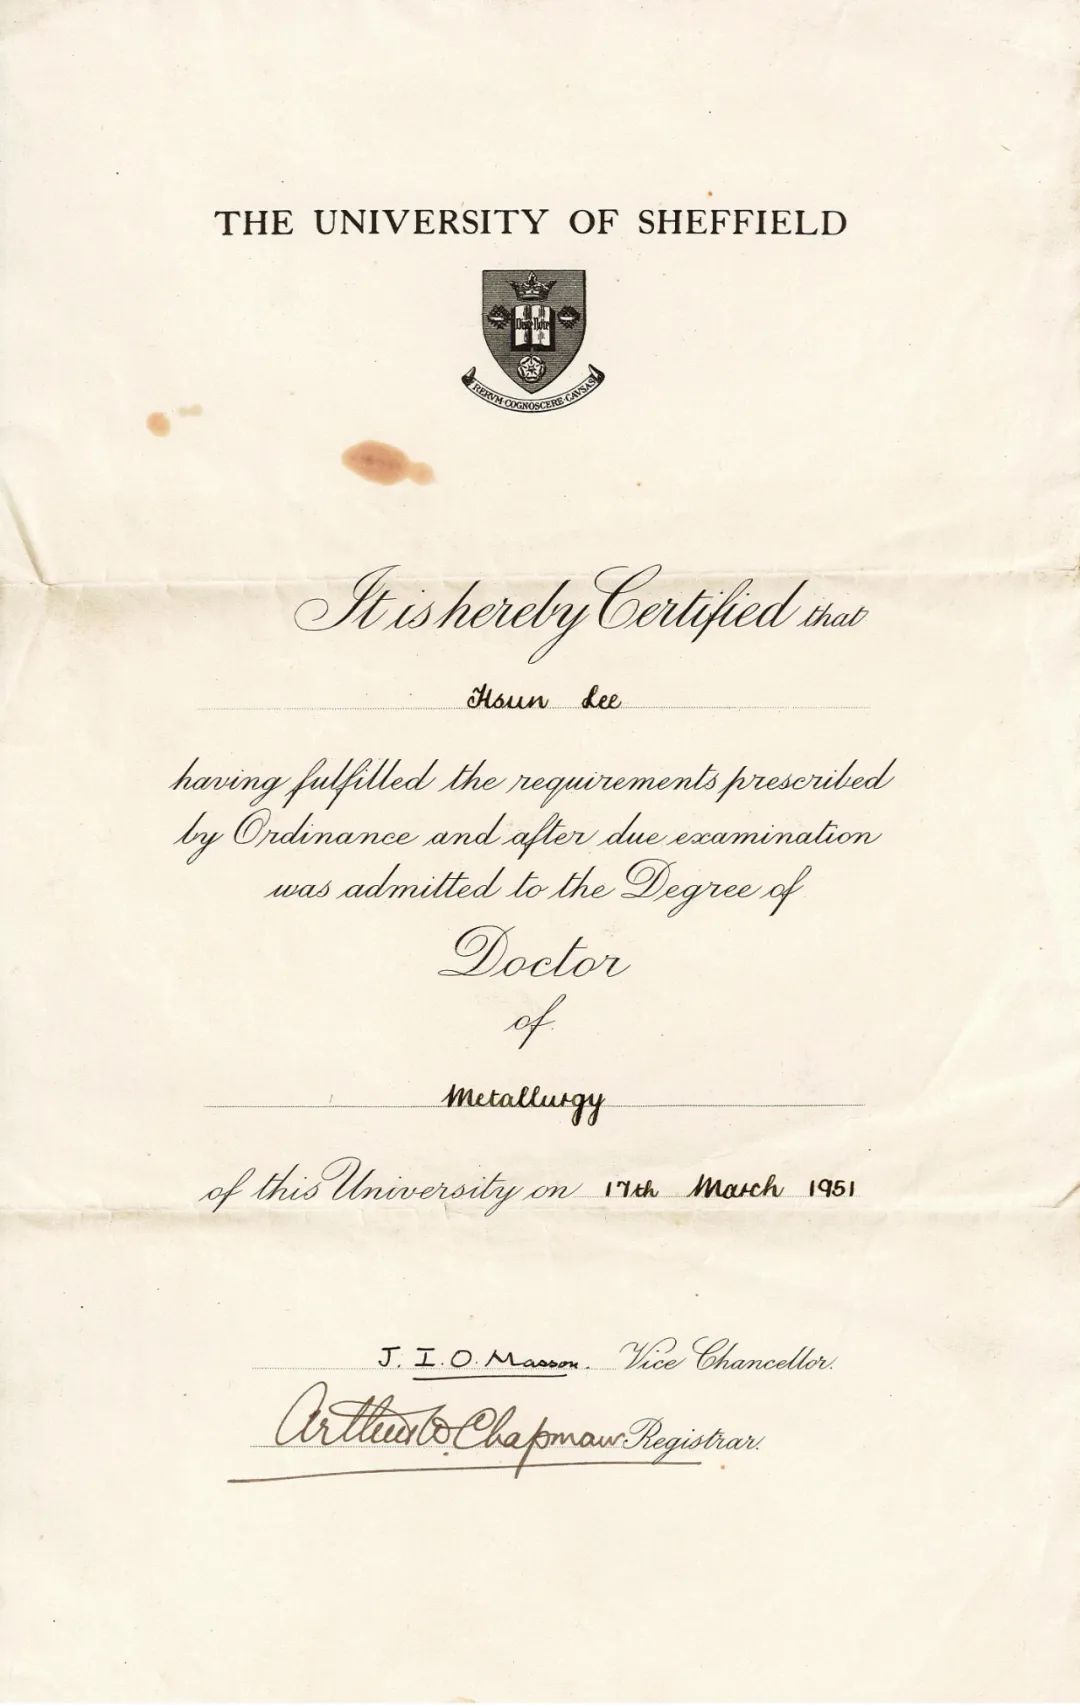 THE UNIVERSITY OF SHEFFIELD
Disce Doce
RERVM·COGNOSCERE·CAVSAS
It is hereby Certified that
Hsun Lee
having fulfilled the requirements prescribed
by Ordinance and after due examination
was admitted to the Degree of
Doctor
of
Metallurgy
of this University on 17th March 1951
J. I. O. Masson. Vice Chancellor.
Arthur W Chapman Registrar.